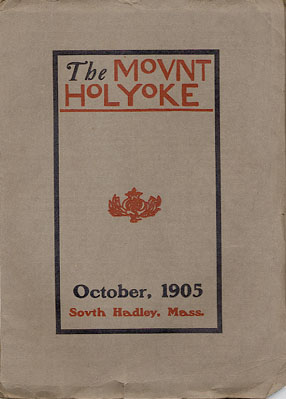 The MOVNT
HOLYOKE
October, 1905
Sovth Hadley, Mass.